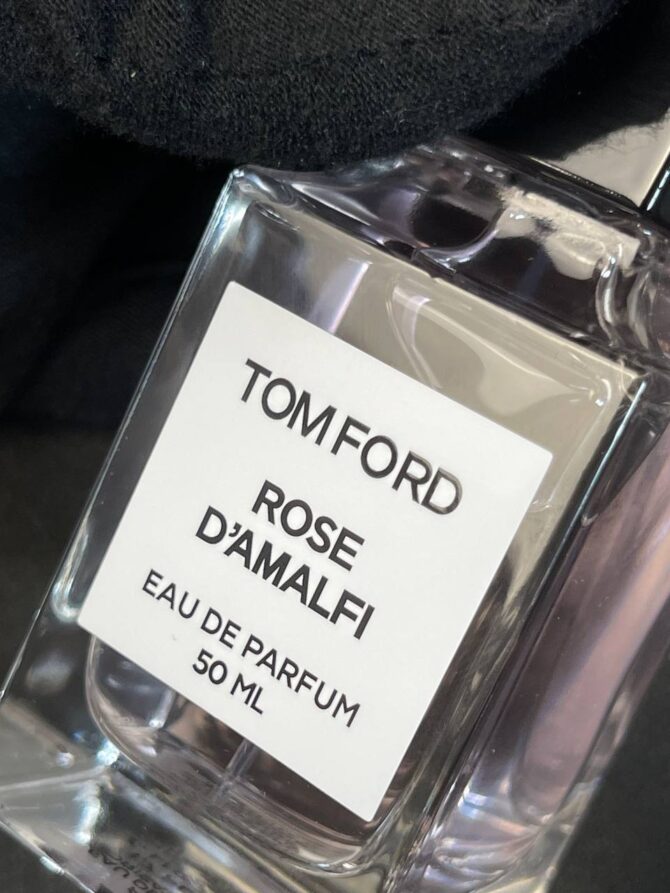 TOM FORD
ROSE
D'AMALFI
EAU DE PARFUM
50 ML